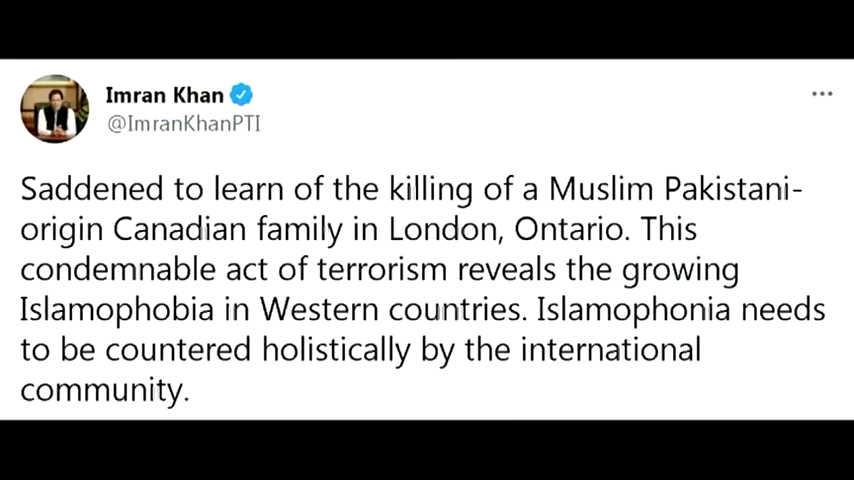 Imran Khan
@ImranKhanPTI
Saddened to learn of the killing of a Muslim Pakistani-
origin Canadian family in London, Ontario. This
condemnable act of terrorism reveals the growing
Islamophobia in Western countries. Islamophonia needs
to be countered holistically by the international
community.